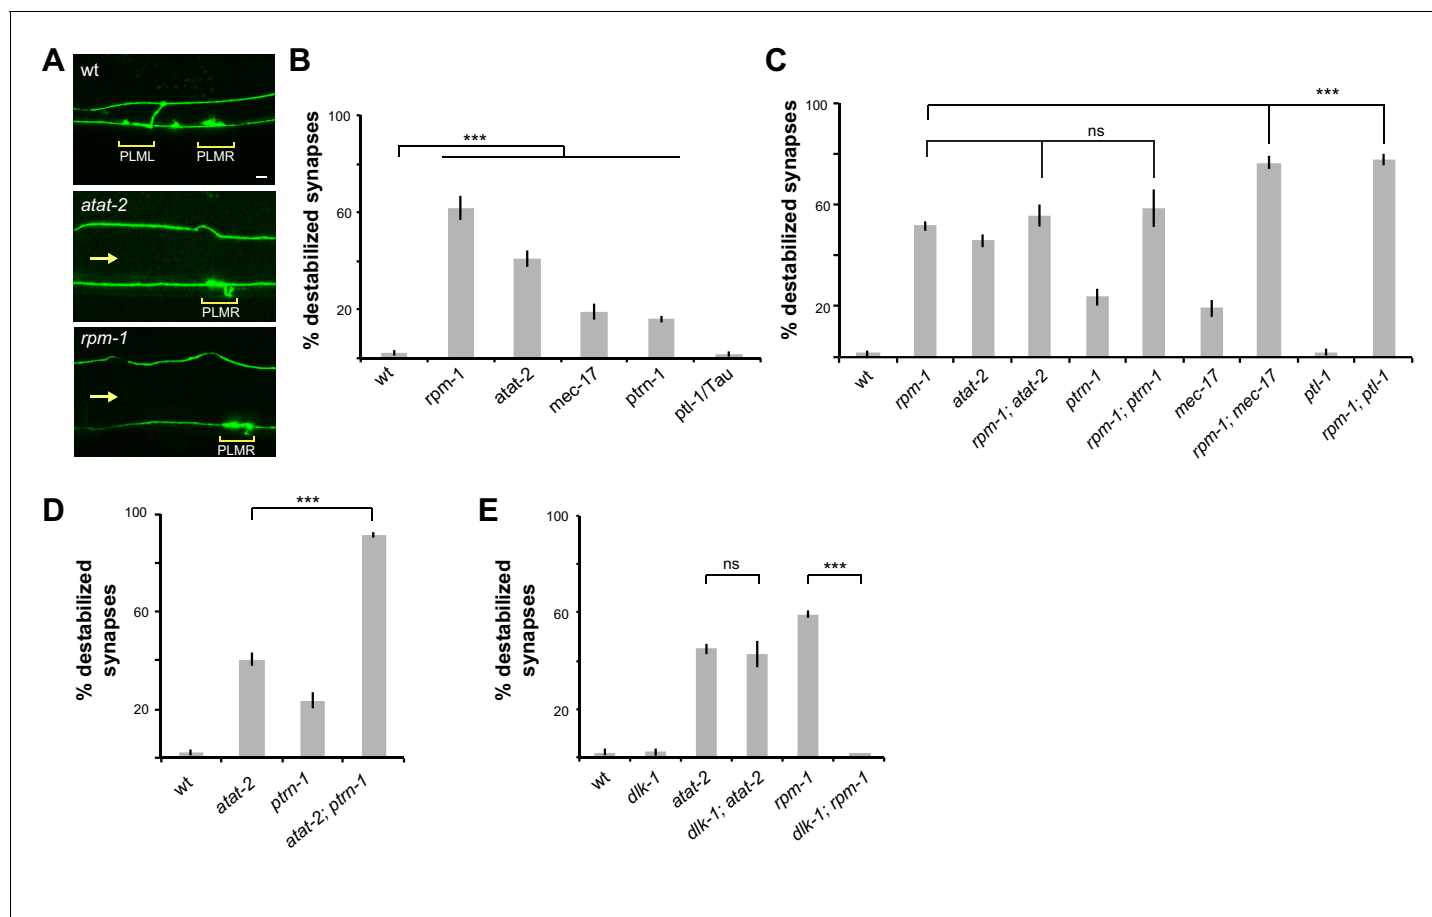 A
wt
PLML
PLMR
atat-2
PLMR
rpm-1
PLMR
B
% destabilized synapses
100
60
20
***
wt
rpm-1
atat-2
mec-17
ptrn-1
ptl-1/Tau
C
% destabilized synapses
100
60
20
***
ns
wt
rpm-1
atat-2
rpm-1; atat-2
ptrn-1
rpm-1; ptrn-1
mec-17
rpm-1; mec-17
ptl-1
rpm-1; ptl-1
D
% destabilized
synapses
100
60
20
***
wt
atat-2
ptrn-1
atat-2; ptrn-1
E
% destabilized
synapses
100
60
20
ns
***
wt
dlk-1
atat-2
dlk-1; atat-2
rpm-1
dlk-1; rpm-1